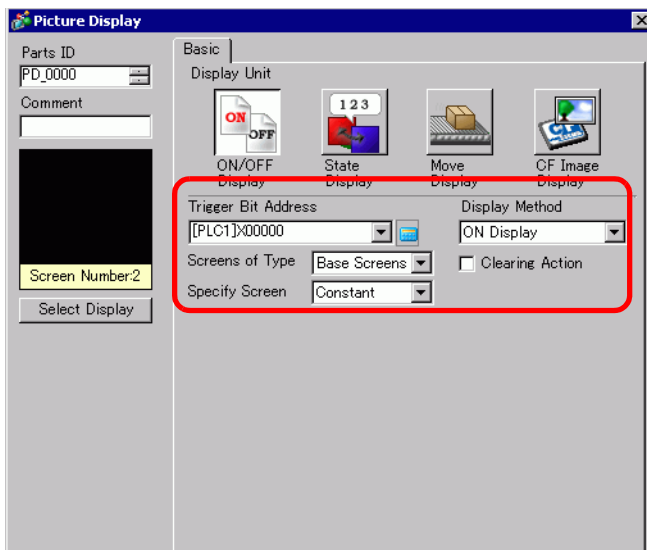 Picture Display
Parts ID
PD_0000
Comment
Screen Number:2
Select Display
Basic
Display Unit
ON
OFF
ON/OFF Display
123
State Display
Move Display
CF Image Display
Trigger Bit Address
[PLC1]X00000
Display Method
ON Display
Screens of Type
Base Screens
Clearing Action
Specify Screen
Constant